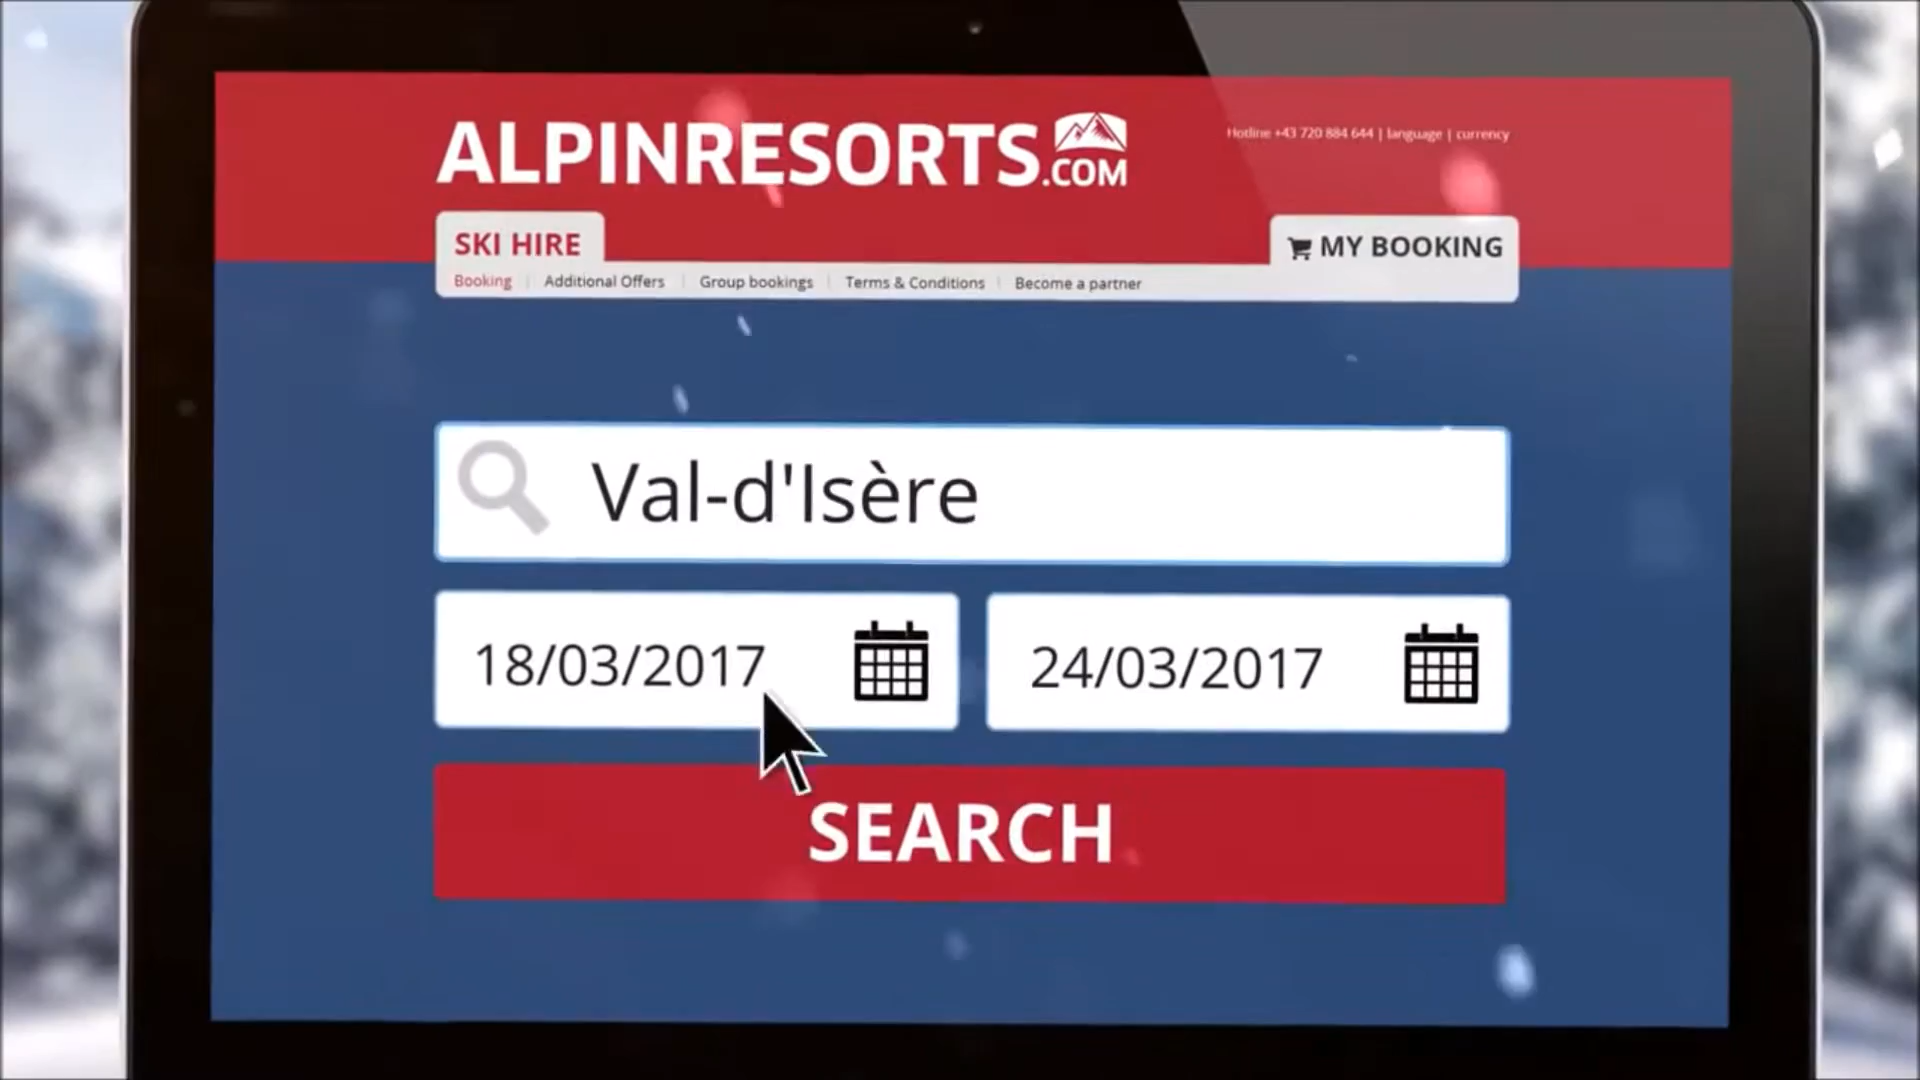 ALPINRESORTS.COM
Hotline +43 720 884 644 | language | currency
SKI HIRE
MY BOOKING
Booking | Additional Offers | Group bookings | Terms & Conditions | Become a partner
Val-d'Isère
18/03/2017
24/03/2017
SEARCH